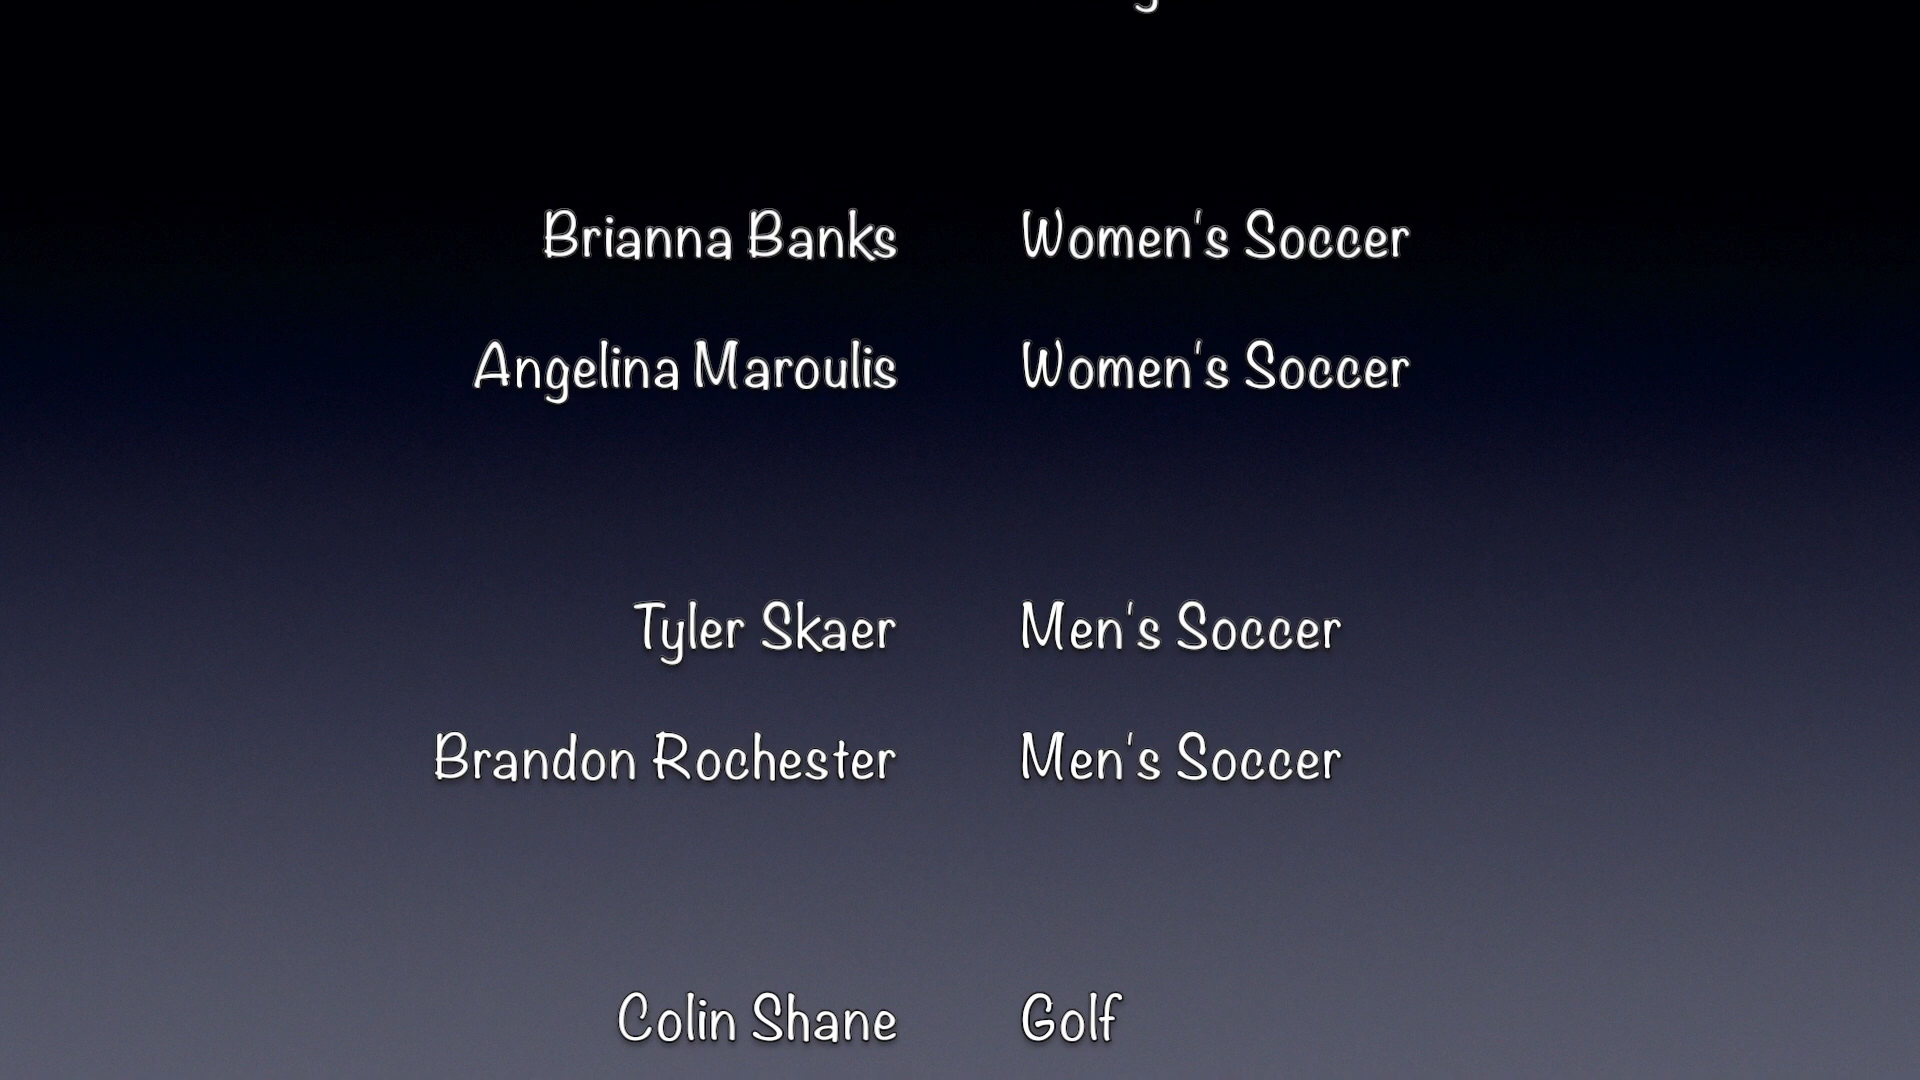 Brianna Banks Women's Soccer
Angelina Maroulis Women's Soccer
Tyler Skaer Men's Soccer
Brandon Rochester Men's Soccer
Colin Shane Golf